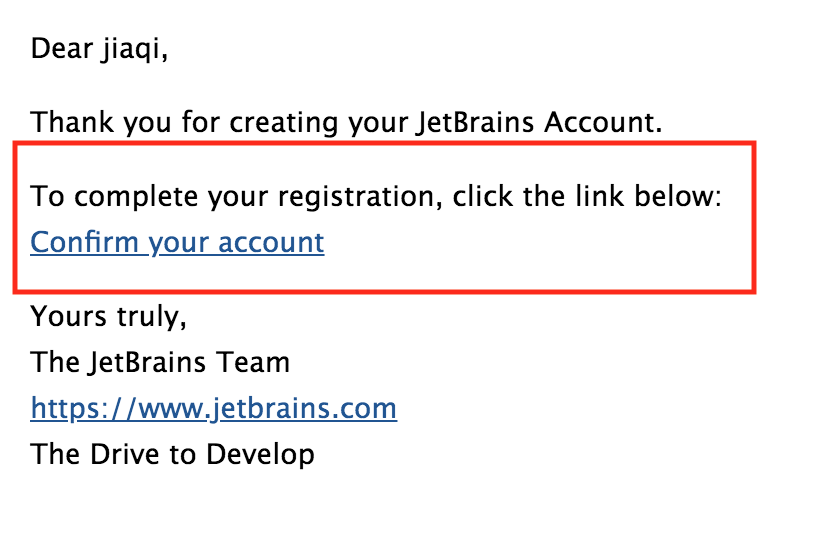 Dear jiaqi,
Thank you for creating your JetBrains Account.
To complete your registration, click the link below:
Confirm your account
Yours truly,
The JetBrains Team
https://www.jetbrains.com
The Drive to Develop